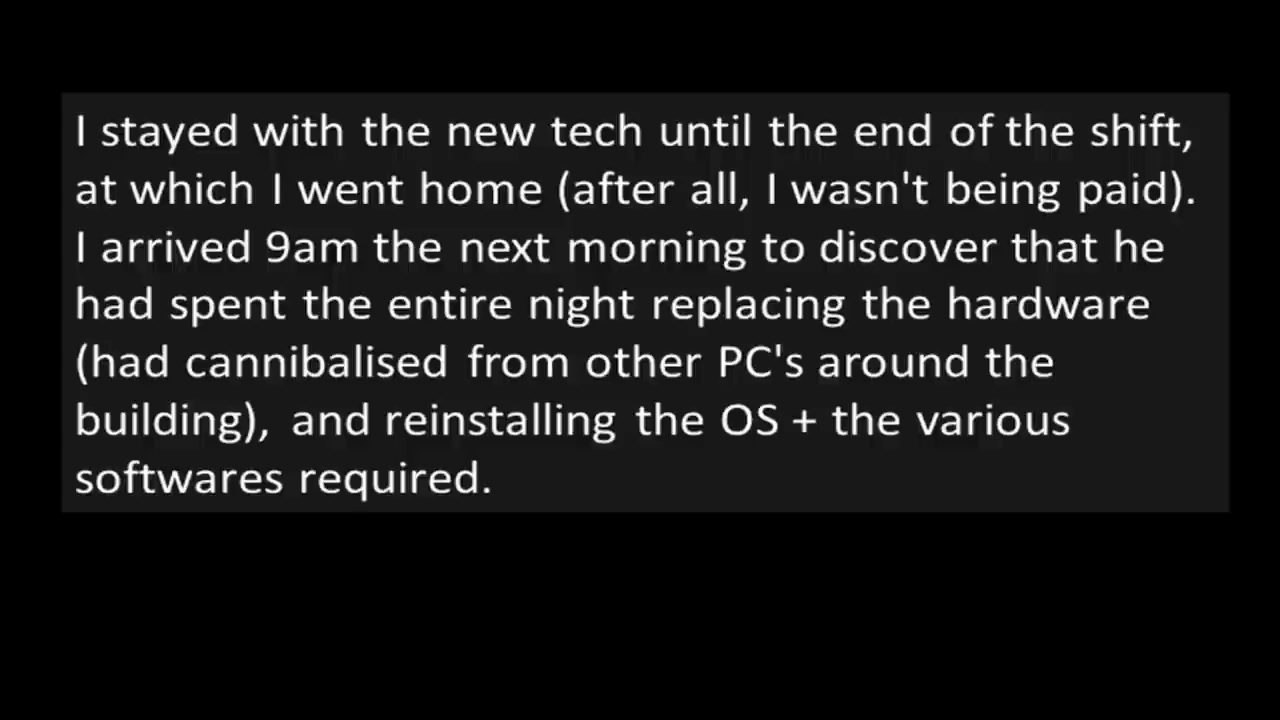 I stayed with the new tech until the end of the shift,
at which I went home (after all, I wasn't being paid).
I arrived 9am the next morning to discover that he
had spent the entire night replacing the hardware
(had cannibalised from other PC's around the
building), and reinstalling the OS + the various
softwares required.